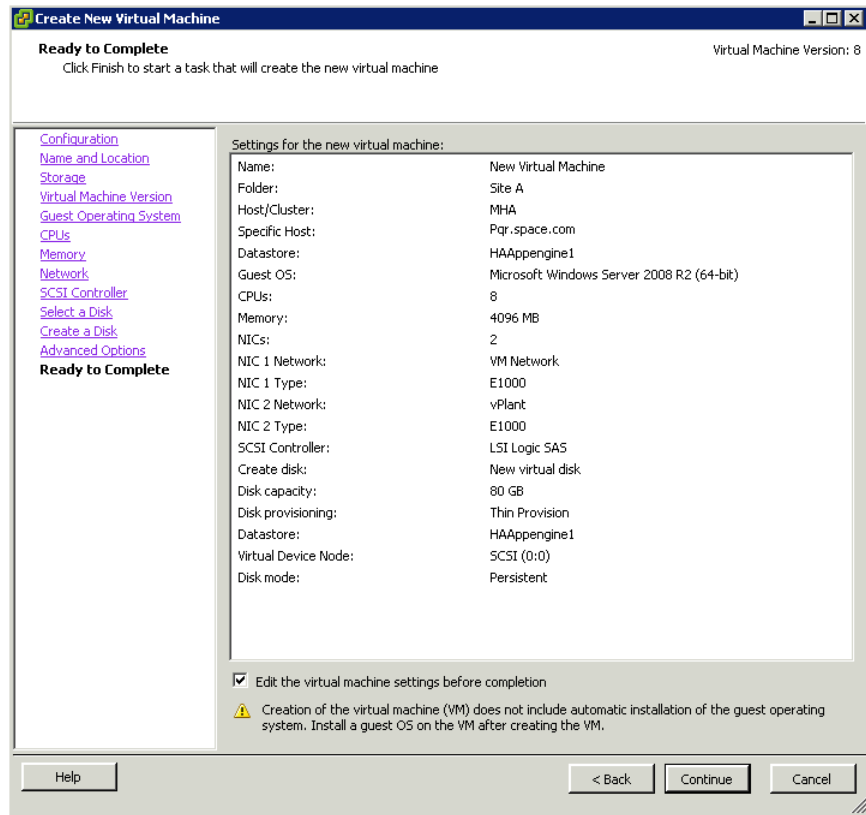 Create New Virtual Machine
Ready to Complete
Virtual Machine Version: 8
Click Finish to start a task that will create the new virtual machine
Configuration
Name and Location
Storage
Virtual Machine Version
Guest Operating System
CPUs
Memory
Network
SCSI Controller
Select a Disk
Create a Disk
Advanced Options
Ready to Complete
Settings for the new virtual machine:
Name: New Virtual Machine
Folder: Site A
Host/Cluster: MHA
Specific Host: Pqr.space.com
Datastore: HAAppengine1
Guest OS: Microsoft Windows Server 2008 R2 (64-bit)
CPUs: 8
Memory: 4096 MB
NICs: 2
NIC 1 Network: VM Network
NIC 1 Type: E1000
NIC 2 Network: vPlant
NIC 2 Type: E1000
SCSI Controller: LSI Logic SAS
Create disk: New virtual disk
Disk capacity: 80 GB
Disk provisioning: Thin Provision
Datastore: HAAppengine1
Virtual Device Node: SCSI (0:0)
Disk mode: Persistent
Edit the virtual machine settings before completion
Creation of the virtual machine (VM) does not include automatic installation of the guest operating
system. Install a guest OS on the VM after creating the VM.
Help
< Back
Continue
Cancel